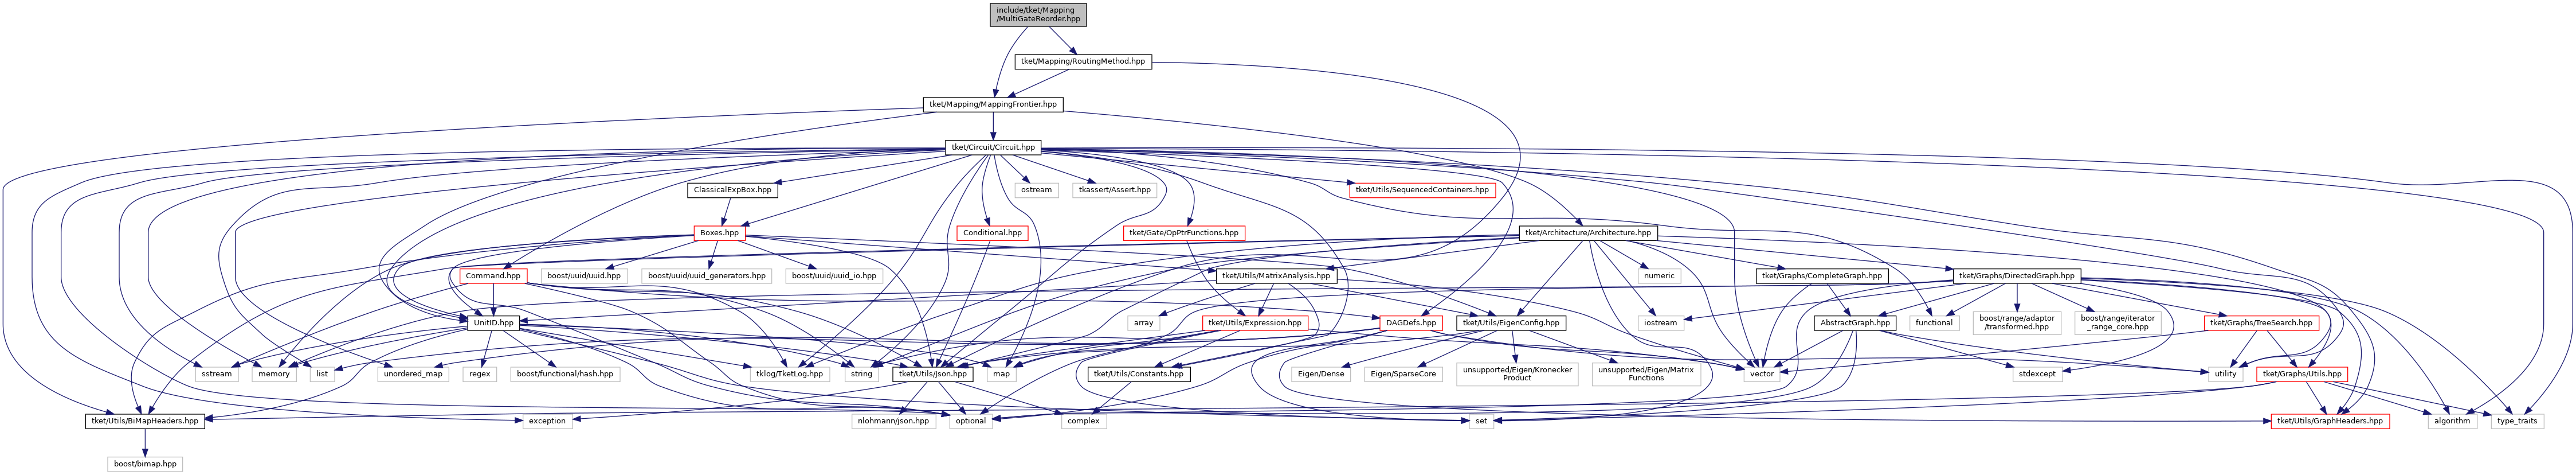 include/tket/Mapping
/MultiGateReorder.hpp
tket/Mapping/RoutingMethod.hpp
tket/Mapping/MappingFrontier.hpp
tket/Circuit/Circuit.hpp
ClassicalExpBox.hpp
ostream
tkassert/Assert.hpp
tket/Utils/SequencedContainers.hpp
Boxes.hpp
Conditional.hpp
tket/Gate/OpPtrFunctions.hpp
tket/Architecture/Architecture.hpp
Command.hpp
boost/uuid/uuid.hpp
boost/uuid/uuid_generators.hpp
boost/uuid/uuid_io.hpp
tket/Utils/MatrixAnalysis.hpp
numeric
tket/Graphs/CompleteGraph.hpp
tket/Graphs/DirectedGraph.hpp
UnitID.hpp
array
tket/Utils/Expression.hpp
DAGDefs.hpp
tket/Utils/EigenConfig.hpp
iostream
AbstractGraph.hpp
functional
boost/range/adaptor
/transformed.hpp
boost/range/iterator
_range_core.hpp
tket/Graphs/TreeSearch.hpp
sstream
memory
list
unordered_map
regex
boost/functional/hash.hpp
tklog/TketLog.hpp
string
tket/Utils/Json.hpp
map
tket/Utils/Constants.hpp
Eigen/Dense
Eigen/SparseCore
unsupported/Eigen/Kronecker
Product
unsupported/Eigen/Matrix
Functions
vector
stdexcept
utility
tket/Graphs/Utils.hpp
tket/Utils/BiMapHeaders.hpp
exception
nlohmann/json.hpp
optional
complex
set
tket/Utils/GraphHeaders.hpp
algorithm
type_traits
boost/bimap.hpp